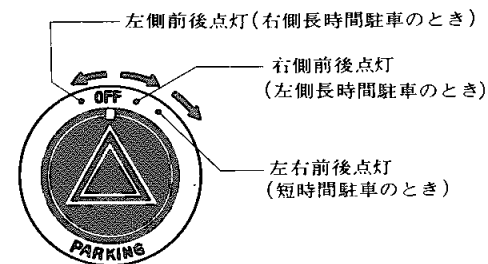 左側前後点灯(右側長時間駐車のとき)
右側前後点灯
(左側長時間駐車のとき)
OFF
左右前後点灯
(短時間駐車のとき)
PARKING